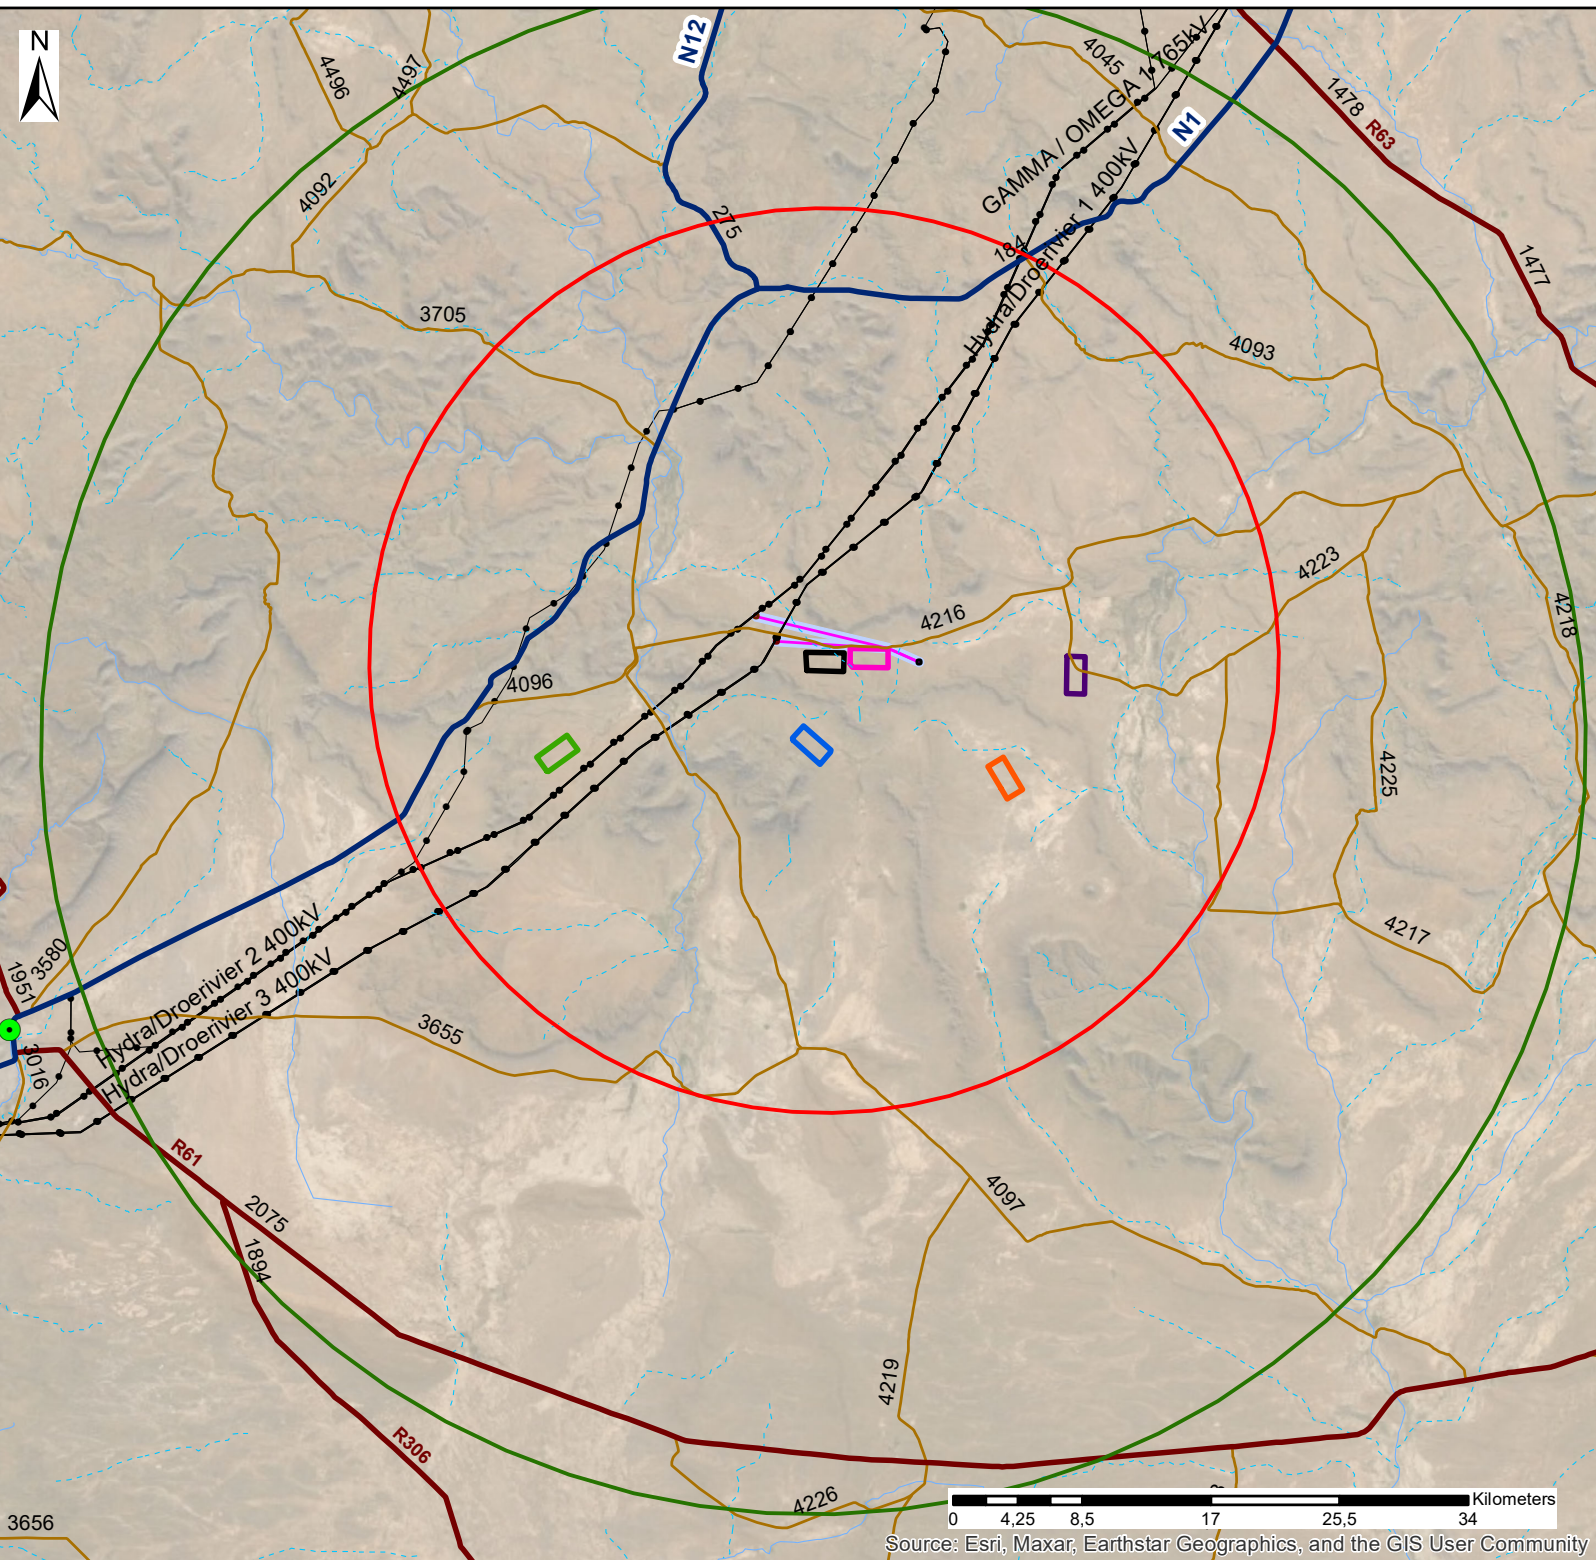 N
N12
4496
4497
4045
GAMMA / OMEGA 1 765kV
N1
1478
R63
4092
275
184
Hydra/Droerivier 1 400kV
1477
3705
4093
4223
4218
4216
4096
4225
4217
3580
1951
Hydra/Droerivier 2 400kV
Hydra/Droerivier 3 400kV
3655
3016
R61
2075
1894
4097
4219
R306
4226
3656
Kilometers
0 4,25 8,5 17 25,5 34
Source: Esri, Maxar, Earthstar Geographics, and the GIS User Community